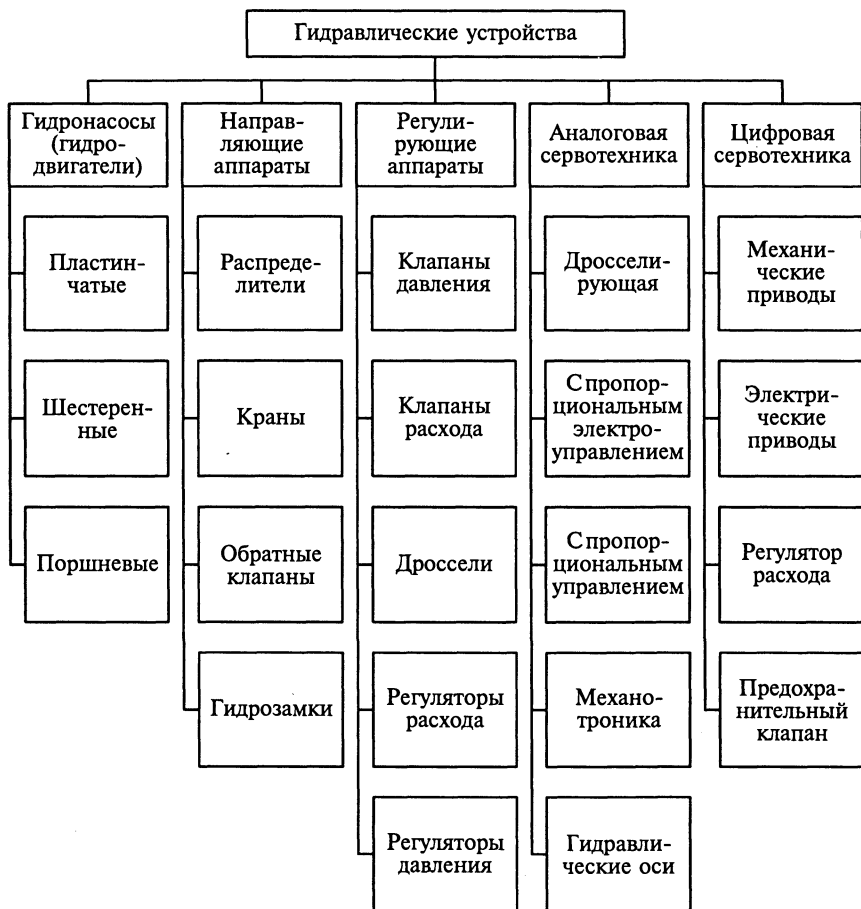 Гидравлические устройства
Гидронасосы
(гидро-
двигатели)
Направ-
ляющие
аппараты
Регули-
рующие
аппараты
Аналоговая
сервотехника
Цифровая
сервотехника
Пластин-
чатые
Распреде-
лители
Клапаны
давления
Дроссели-
рующая
Механи-
ческие
приводы
Шестерен-
ные
Краны
Клапаны
расхода
С пропор-
циональным
электро-
управлением
Электри-
ческие
приводы
Поршневые
Обратные
клапаны
Дроссели
С пропор-
циональным
управлением
Регулятор
расхода
Гидрозамки
Регуляторы
расхода
Механо-
троника
Предохра-
нительный
клапан
Регуляторы
давления
Гидравли-
ческие оси